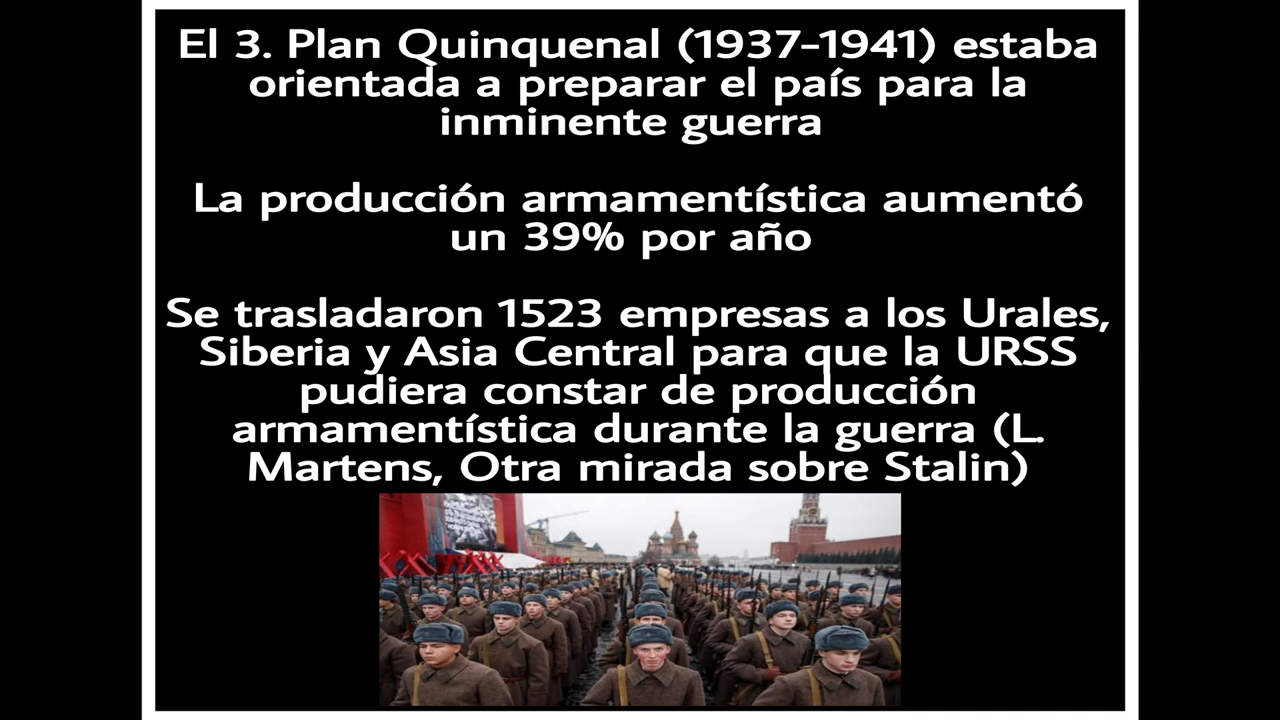 El 3. Plan Quinquenal (1937-1941) estaba
orientada a preparar el país para la
inminente guerra
La producción armamentística aumentó
un 39% por año
Se trasladaron 1523 empresas a los Urales,
Siberia y Asia Central para que la URSS
pudiera constar de producción
armamentística durante la guerra (L.
Martens, Otra mirada sobre Stalin)